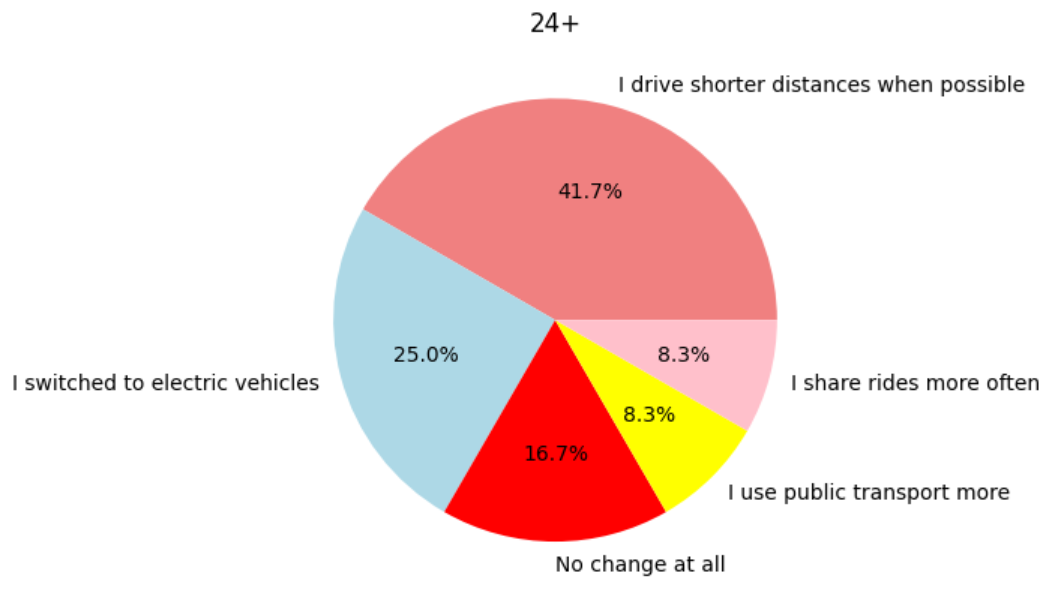 24+
I drive shorter distances when possible
41.7%
25.0%
8.3%
I switched to electric vehicles
I share rides more often
8.3%
16.7%
I use public transport more
No change at all